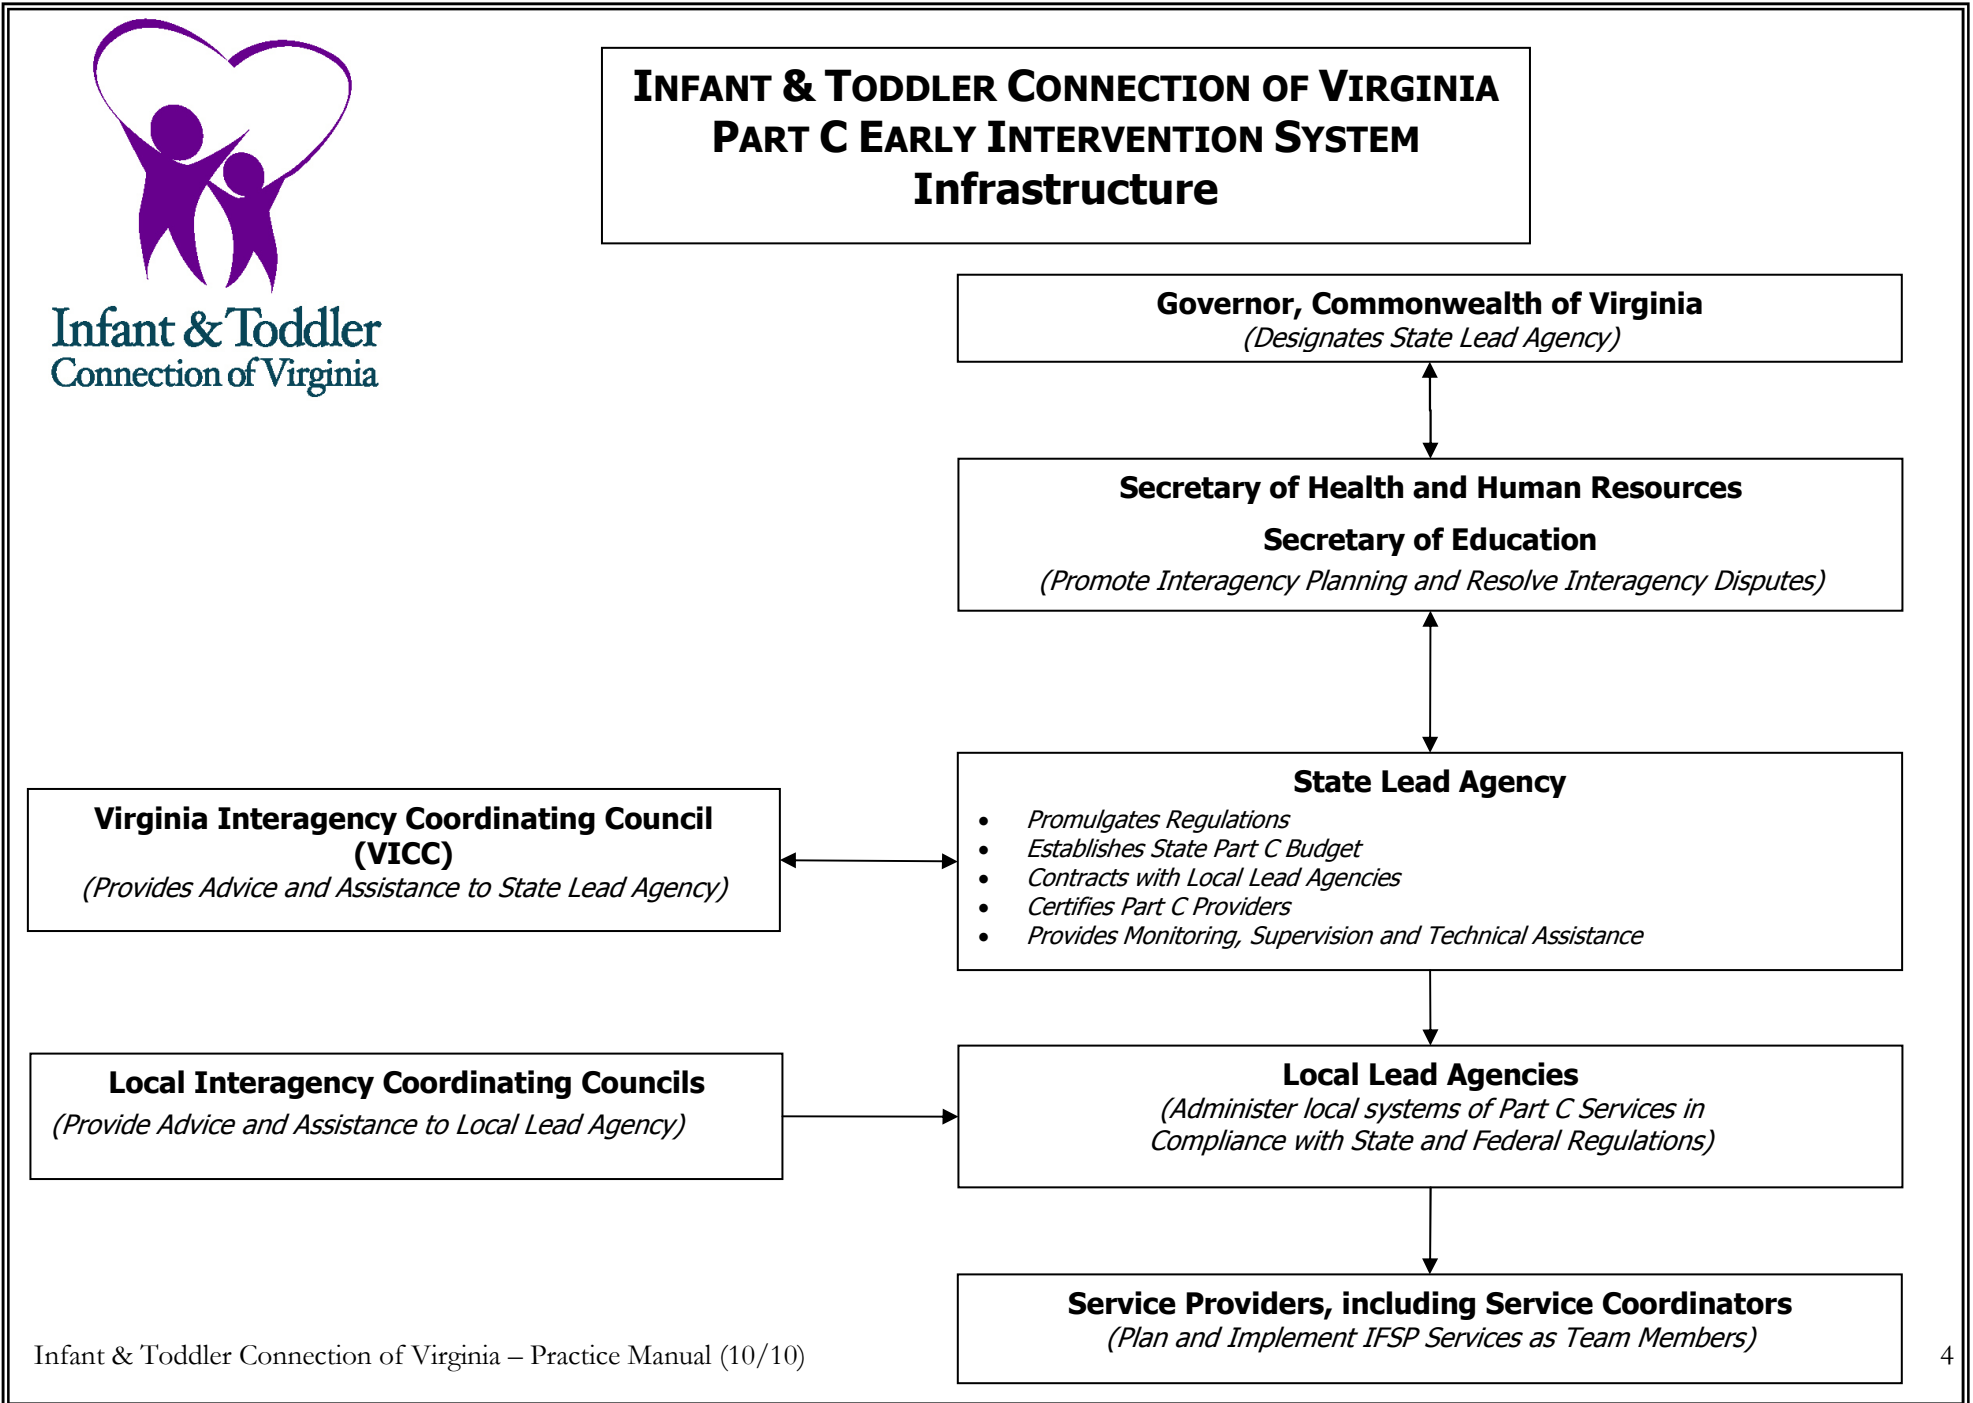 Infant & Toddler
Connection of Virginia
INFANT & TODDLER CONNECTION OF VIRGINIA
PART C EARLY INTERVENTION SYSTEM
Infrastructure
Governor, Commonwealth of Virginia
(Designates State Lead Agency)
Secretary of Health and Human Resources
Secretary of Education
(Promote Interagency Planning and Resolve Interagency Disputes)
Virginia Interagency Coordinating Council
(VICC)
(Provides Advice and Assistance to State Lead Agency)
State Lead Agency
• Promulgates Regulations
• Establishes State Part C Budget
• Contracts with Local Lead Agencies
• Certifies Part C Providers
• Provides Monitoring, Supervision and Technical Assistance
Local Interagency Coordinating Councils
(Provide Advice and Assistance to Local Lead Agency)
Local Lead Agencies
(Administer local systems of Part C Services in
Compliance with State and Federal Regulations)
Service Providers, including Service Coordinators
(Plan and Implement IFSP Services as Team Members)
Infant & Toddler Connection of Virginia – Practice Manual (10/10)
4